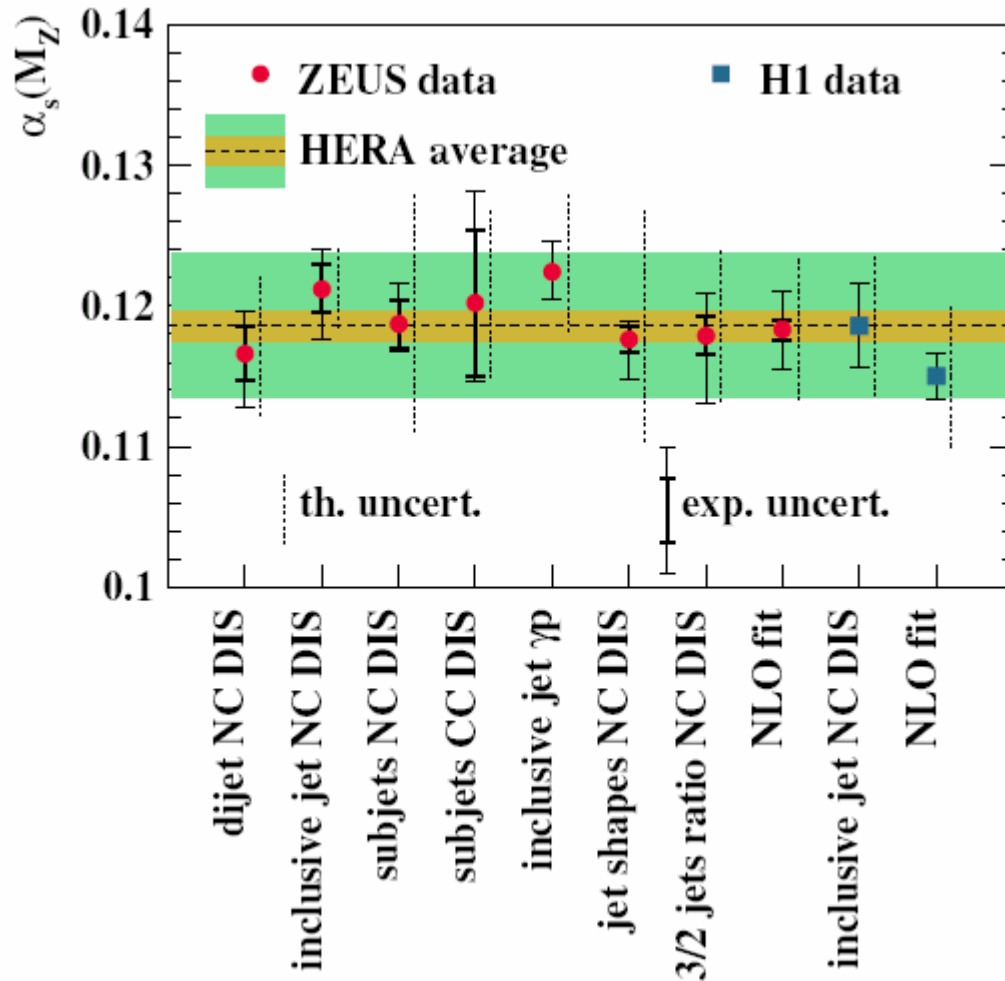 α_s(M_Z)
0.14
0.13
0.12
0.11
0.1
ZEUS data
H1 data
HERA average
th. uncert.
exp. uncert.
dijet NC DIS
inclusive jet NC DIS
subjets NC DIS
subjets CC DIS
inclusive jet γp
jet shapes NC DIS
3/2 jets ratio NC DIS
NLO fit
inclusive jet NC DIS
NLO fit